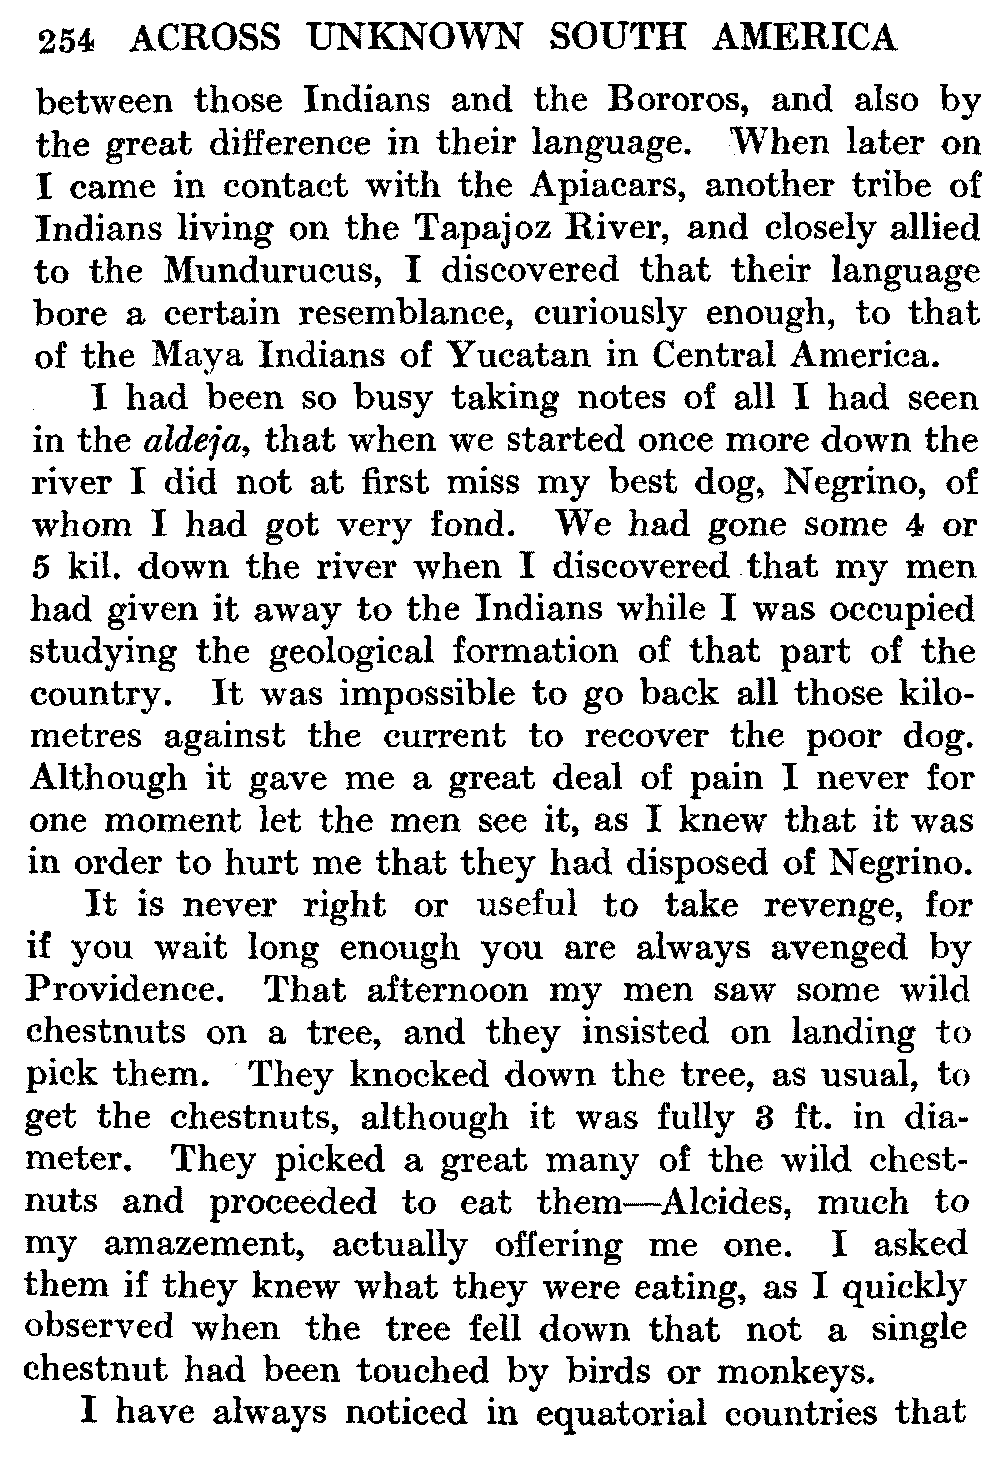 254 ACROSS UNKNOWN SOUTH AMERICA
between those Indians and the Bororos, and also by
the great difference in their language. When later on
I came in contact with the Apiacars, another tribe of
Indians living on the Tapajoz River, and closely allied
to the Mundurucus, I discovered that their language
bore a certain resemblance, curiously enough, to that
of the Maya Indians of Yucatan in Central America.
I had been so busy taking notes of all I had seen
in the aldeja, that when we started once more down the
river I did not at first miss my best dog, Negrino, of
whom I had got very fond. We had gone some 4 or
5 kil. down the river when I discovered that my men
had given it away to the Indians while I was occupied
studying the geological formation of that part of the
country. It was impossible to go back all those kilo-
metres against the current to recover the poor dog.
Although it gave me a great deal of pain I never for
one moment let the men see it, as I knew that it was
in order to hurt me that they had disposed of Negrino.
It is never right or useful to take revenge, for
if you wait long enough you are always avenged by
Providence. That afternoon my men saw some wild
chestnuts on a tree, and they insisted on landing to
pick them. They knocked down the tree, as usual, to
get the chestnuts, although it was fully 3 ft. in dia-
meter. They picked a great many of the wild chest-
nuts and proceeded to eat them—Alcides, much to
my amazement, actually offering me one. I asked
them if they knew what they were eating, as I quickly
observed when the tree fell down that not a single
chestnut had been touched by birds or monkeys.
I have always noticed in equatorial countries that